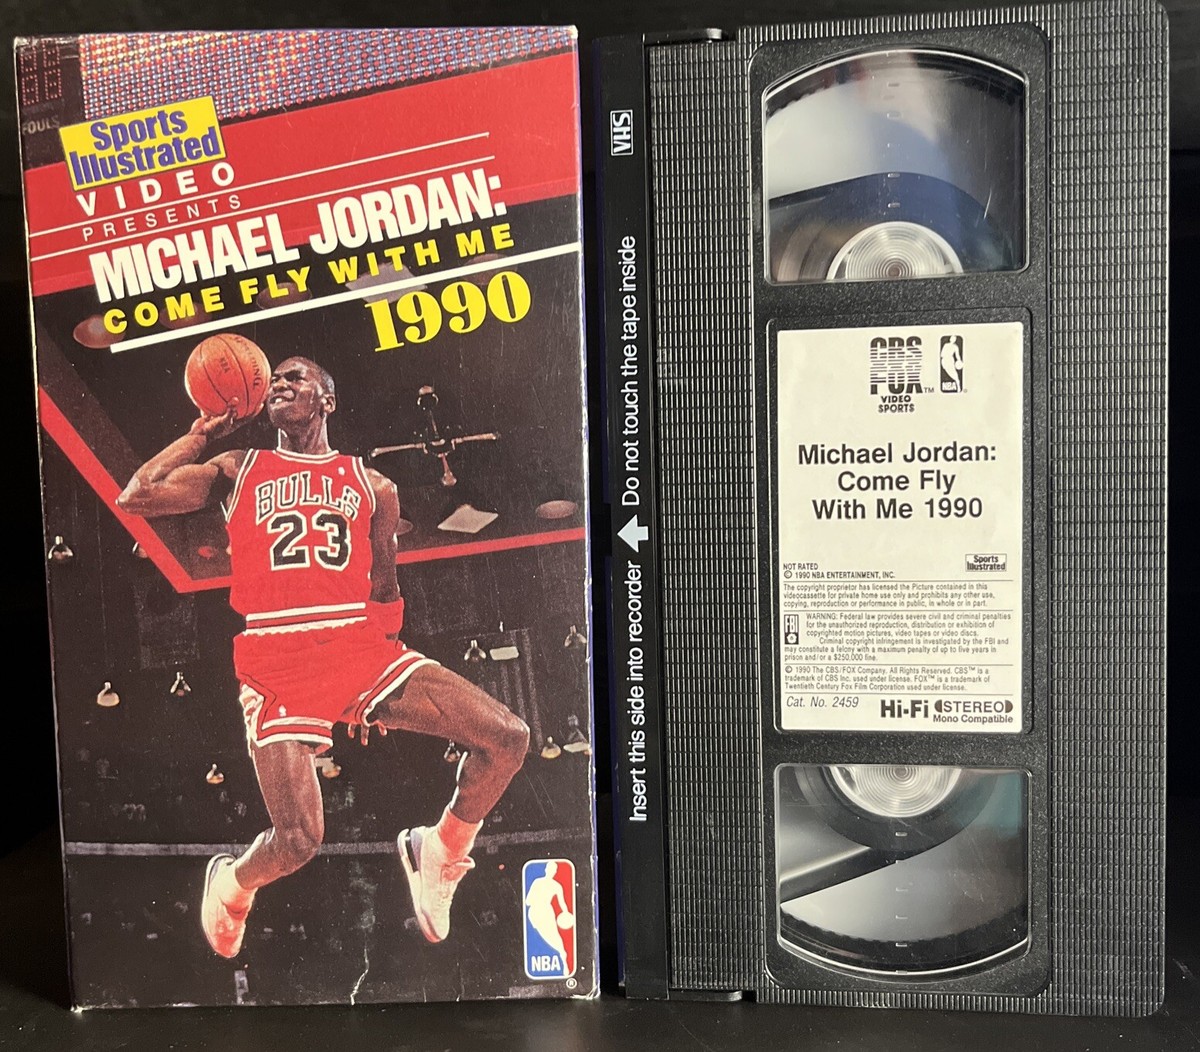 FOULS
Sports
Illustrated
VIDEO
PRESENTS
MICHAEL JORDAN:
COME FLY WITH ME
1990
SPALDING
BULLS
23
NBA
®
VHS
Insert this side into recorder Do not touch the tape inside
CBS
FOX™
VIDEO
SPORTS
NBA®
Michael Jordan:
Come Fly
With Me 1990
NOT RATED
© 1990 NBA ENTERTAINMENT, INC.
Sports
Illustrated
The copyright proprietor has licensed the Picture contained in this
videocassette for private home use only and prohibits any other use,
copying, reproduction or performance in public, in whole or in part.
FBI
WARNING: Federal law provides severe civil and criminal penalties
for the unauthorized reproduction, distribution or exhibition of
copyrighted motion pictures, video tapes or video discs.
Criminal copyright infringement is investigated by the FBI and
may constitute a felony with a maximum penalty of up to five years in
prison and/or a $250,000 fine.
© 1990 The CBS/FOX Company. All Rights Reserved. CBS™ is a
trademark of CBS Inc. used under license. FOX™ is a trademark of
Twentieth Century Fox Film Corporation used under license.
Cat. No. 2459
Hi-Fi STEREO
Mono Compatible